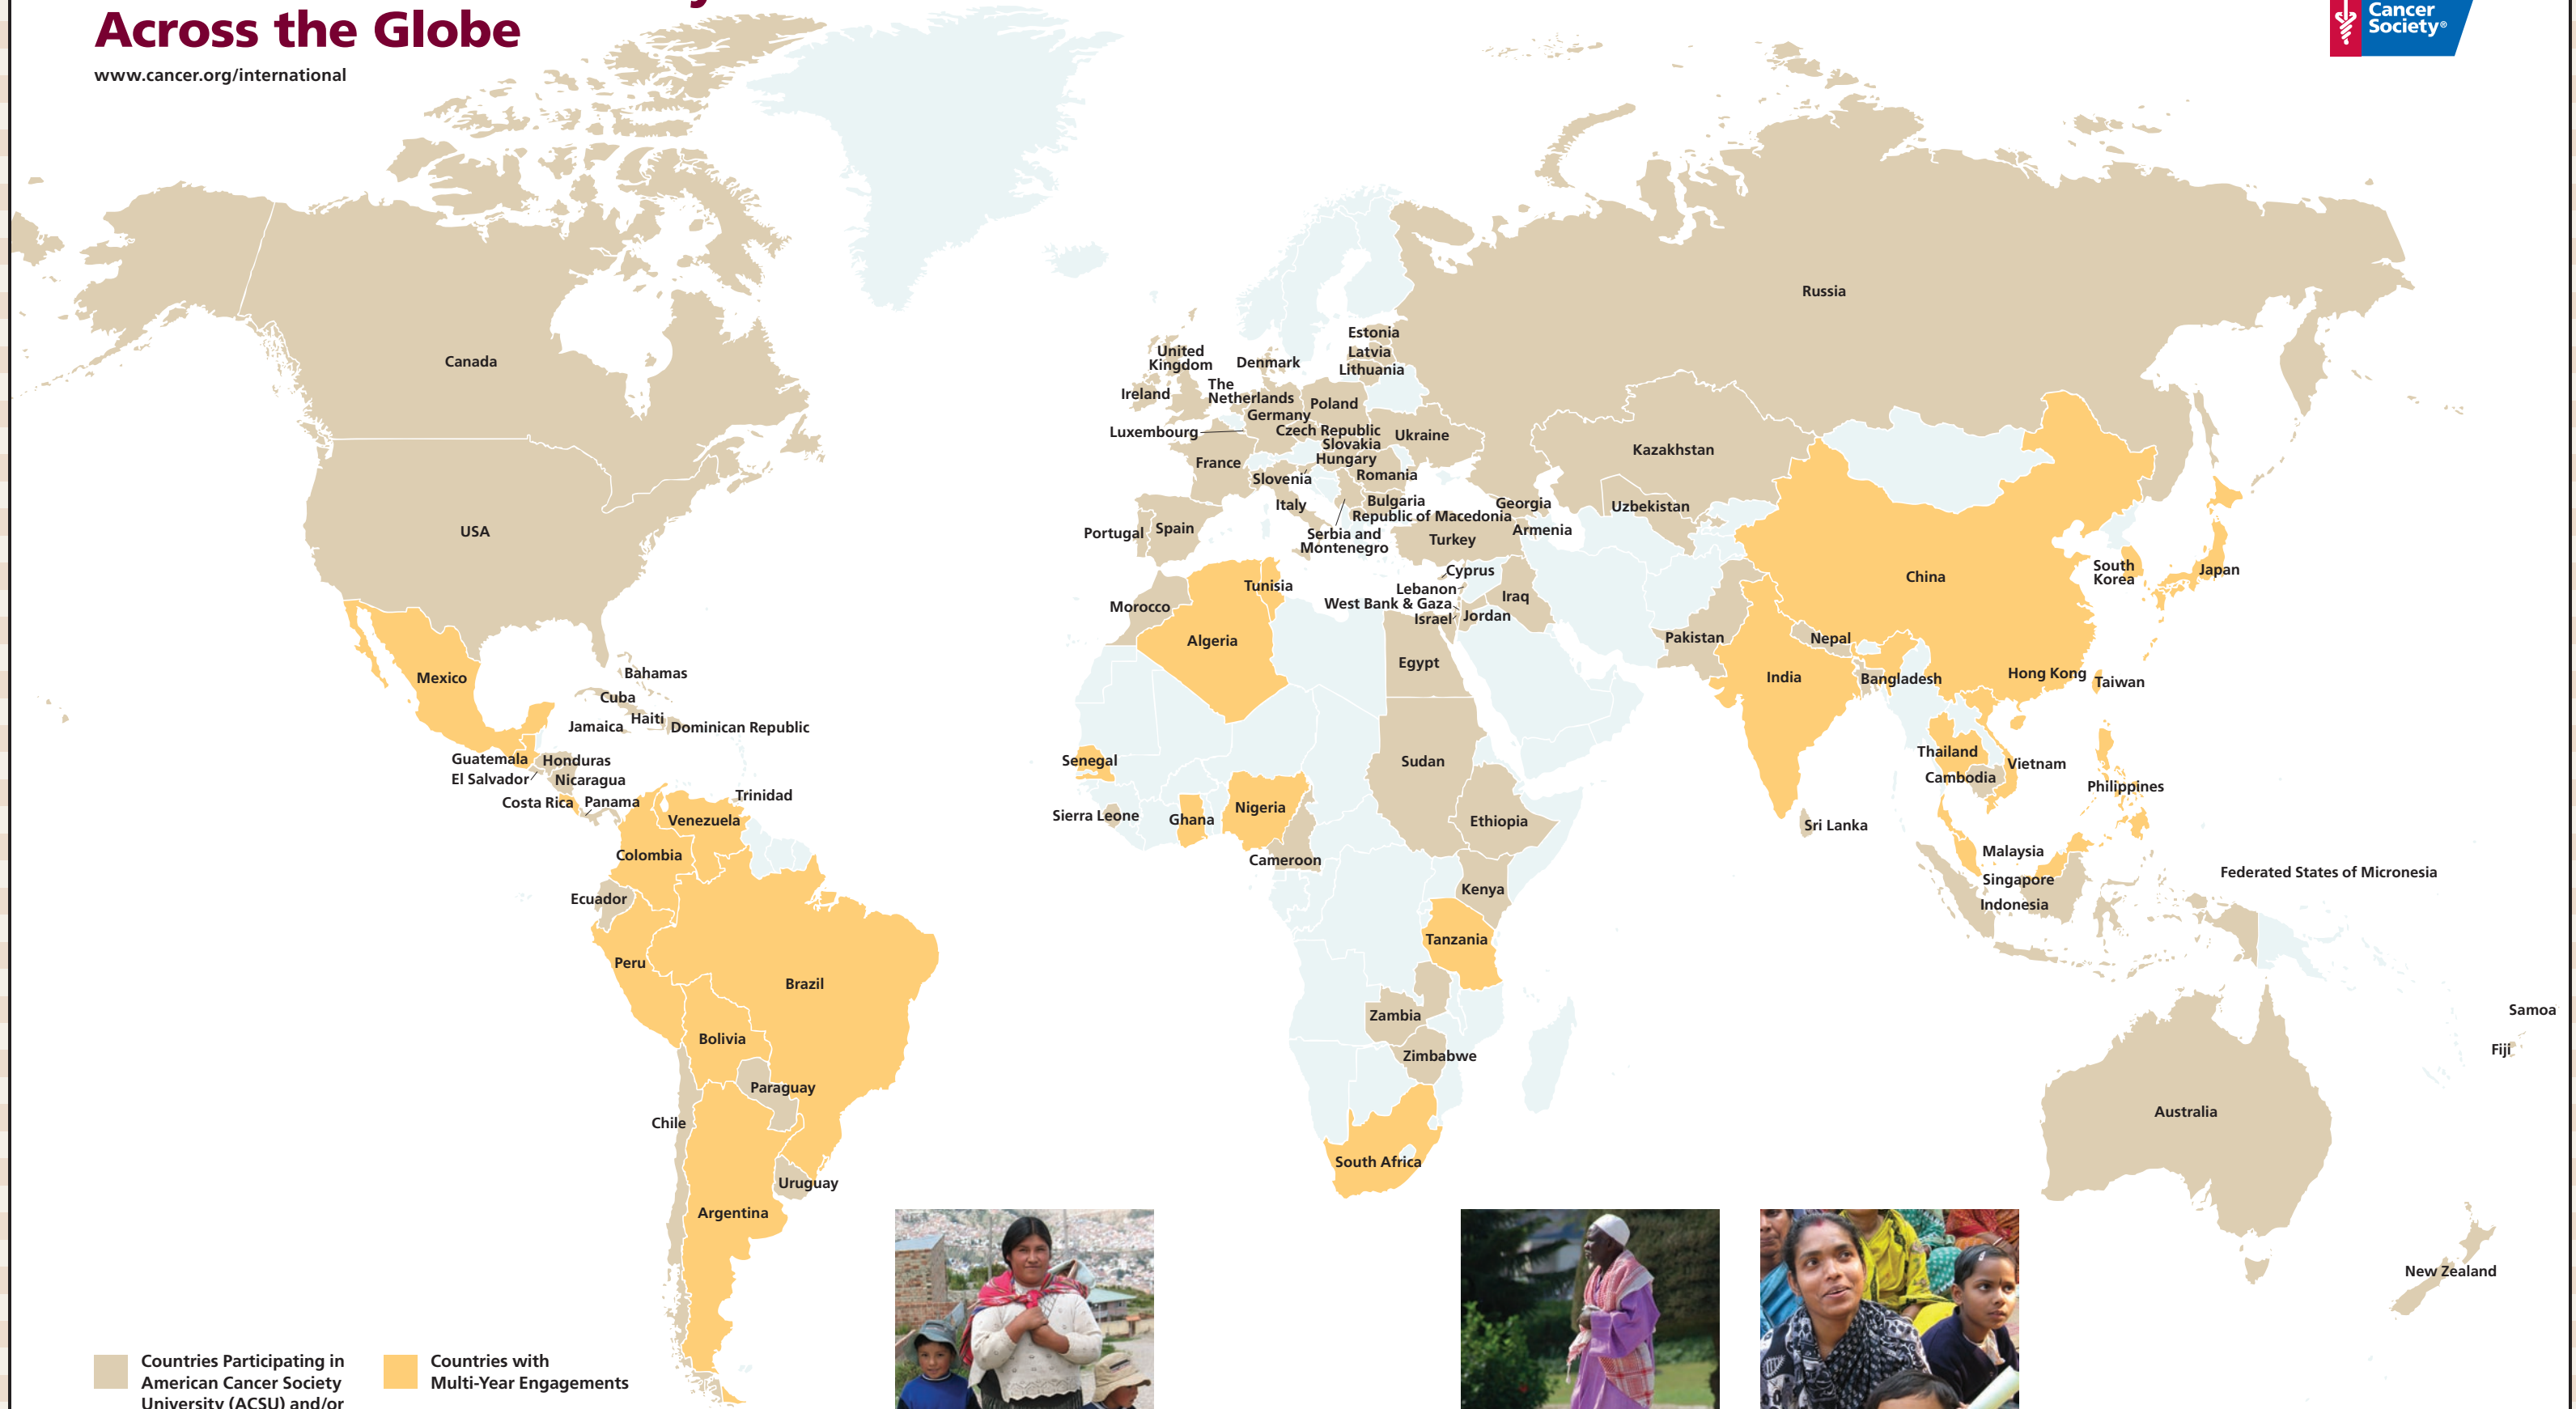 Across the Globe
www.cancer.org/international
Cancer
Society®
Russia
Canada
USA
Estonia
Latvia
Lithuania
United
Kingdom
Denmark
Ireland
The
Netherlands
Poland
Germany
Luxembourg
Czech Republic
Slovakia
Ukraine
Hungary
France
Slovenia
Romania
Kazakhstan
Italy
Bulgaria
Georgia
Uzbekistan
Republic of Macedonia
Portugal
Spain
Serbia and
Montenegro
Turkey
Armenia
Cyprus
Lebanon
West Bank & Gaza
Israel
Jordan
Iraq
Tunisia
Morocco
Algeria
Egypt
Pakistan
Nepal
India
Bangladesh
China
South
Korea
Japan
Hong Kong
Taiwan
Mexico
Bahamas
Cuba
Jamaica
Haiti
Dominican Republic
Guatemala
Honduras
El Salvador
Nicaragua
Costa Rica
Panama
Trinidad
Venezuela
Colombia
Ecuador
Peru
Brazil
Bolivia
Paraguay
Chile
Uruguay
Argentina
Senegal
Sierra Leone
Ghana
Nigeria
Cameroon
Sudan
Ethiopia
Kenya
Tanzania
Zambia
Zimbabwe
South Africa
Thailand
Vietnam
Cambodia
Philippines
Sri Lanka
Malaysia
Singapore
Indonesia
Federated States of Micronesia
Samoa
Fiji
Australia
New Zealand
Countries Participating in
American Cancer Society
University (ACSU) and/or
Countries with
Multi-Year Engagements